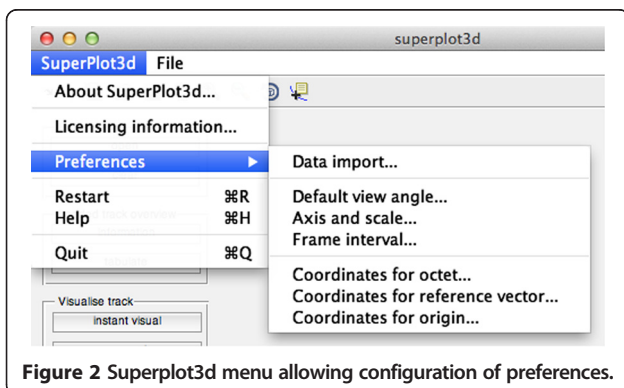 superplot3d
SuperPlot3d File
About SuperPlot3d...
Licensing information...
Preferences
Data import...
Restart ⌘R
Default view angle...
Help ⌘H
Axis and scale...
Frame interval...
Quit ⌘Q
Coordinates for octet...
Coordinates for reference vector...
Coordinates for origin...
Visualise track
instant visual
Figure 2 Superplot3d menu allowing configuration of preferences.